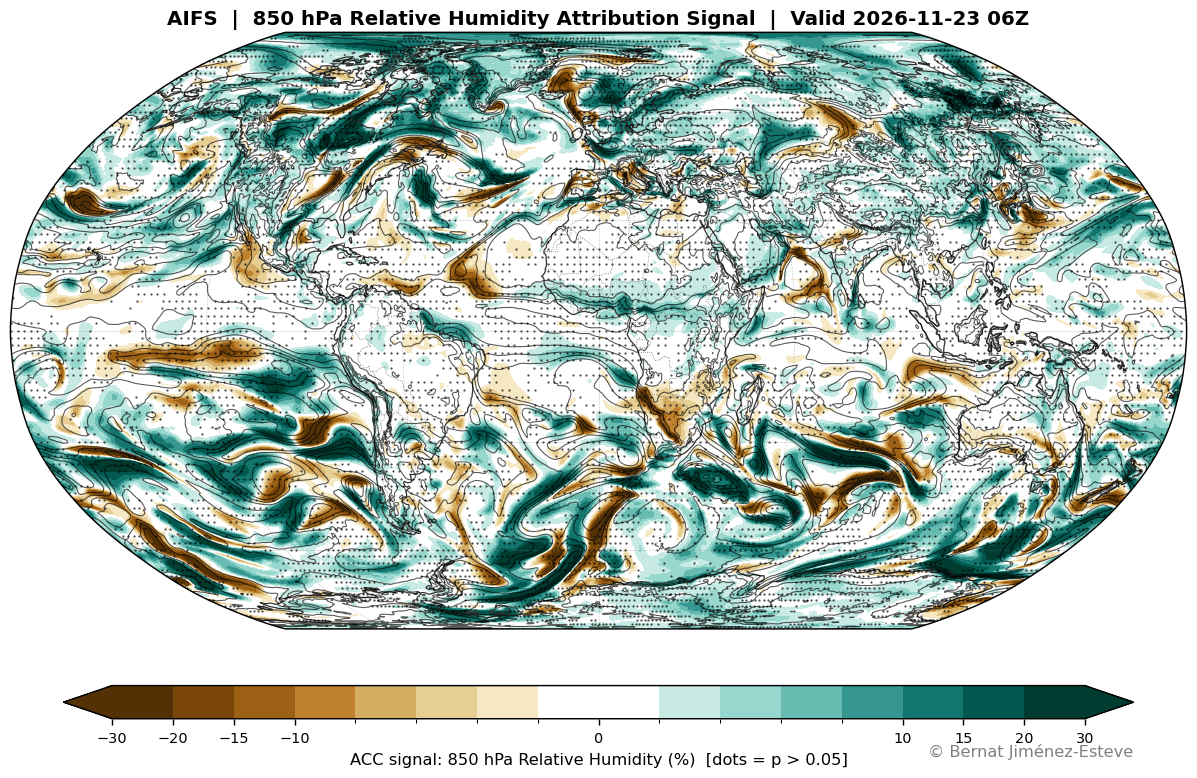 AIFS | 850 hPa Relative Humidity Attribution Signal | Valid 2026-11-23 06Z
−30 −20 −15 −10 0 10 15 20 30
ACC signal: 850 hPa Relative Humidity (%) [dots = p > 0.05]
© Bernat Jiménez-Esteve